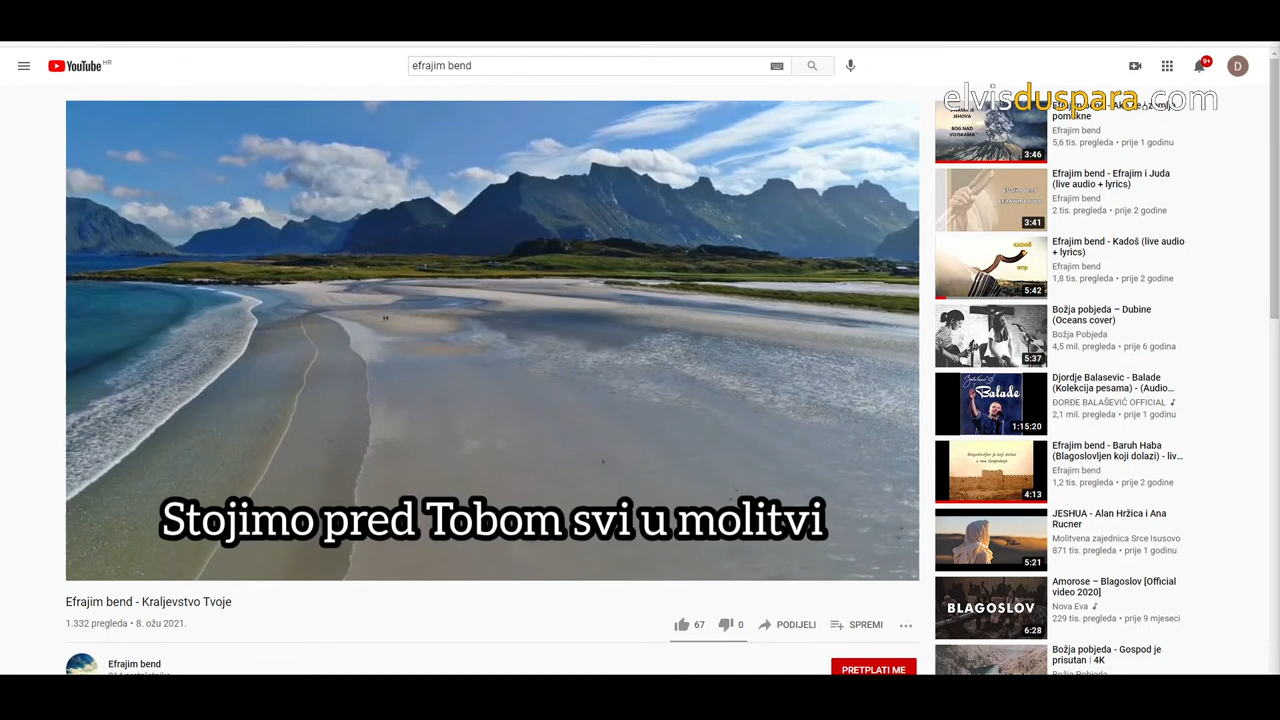 YouTube HR
efrajim bend
9+
D
elvisduspara.com
Stojimo pred Tobom svi u molitvi
Efrajim bend - Kraljevstvo Tvoje
1.332 pregleda • 8. ožu 2021.
67
0
PODIJELI
SPREMI
Efrajim bend
PRETPLATI ME
JEHOVA
BOG NAD
VOJSKAMA
3:46
Efrajim bend
5,6 tis. pregleda • prije 1 godinu
3:41
Efrajim bend - Efrajim i Juda
(live audio + lyrics)
Efrajim bend
2 tis. pregleda • prije 2 godine
KADOŠ
5:42
Efrajim bend - Kadoš (live audio
+ lyrics)
Efrajim bend
1,8 tis. pregleda • prije 2 godine
5:37
Božja pobjeda – Dubine
(Oceans cover)
Božja Pobjeda
4,5 mil. pregleda • prije 6 godina
Balade
1:15:20
Djordje Balasevic - Balade
(Kolekcija pesama) - (Audio...
ĐORĐE BALAŠEVIĆ OFFICIAL
2,1 mil. pregleda • prije 1 godinu
4:13
Efrajim bend - Baruh Haba
(Blagoslovljen koji dolazi) - liv...
Efrajim bend
1,2 tis. pregleda • prije 2 godine
5:21
JESHUA - Alan Hržica i Ana
Rucner
Molitvena zajednica Srce Isusovo
871 tis. pregleda • prije 1 godinu
BLAGOSLOV
6:28
Amorose – Blagoslov [Official
video 2020]
Nova Eva
229 tis. pregleda • prije 9 mjeseci
Božja pobjeda - Gospod je
prisutan | 4K